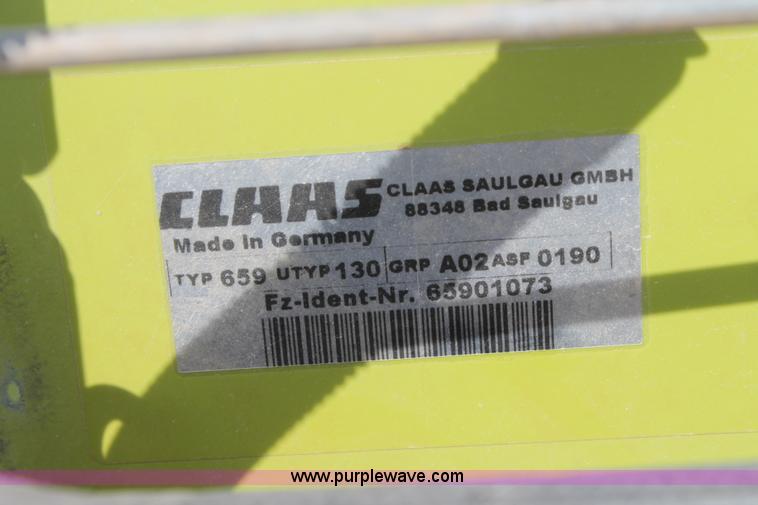 CLAAS
CLAAS SAULGAU GMBH
88348 Bad Saulgau
Made in Germany
TYP 659 UTYP 130 GRP A02 ASF 0190
Fz-Ident-Nr. 65901073
www.purplewave.com